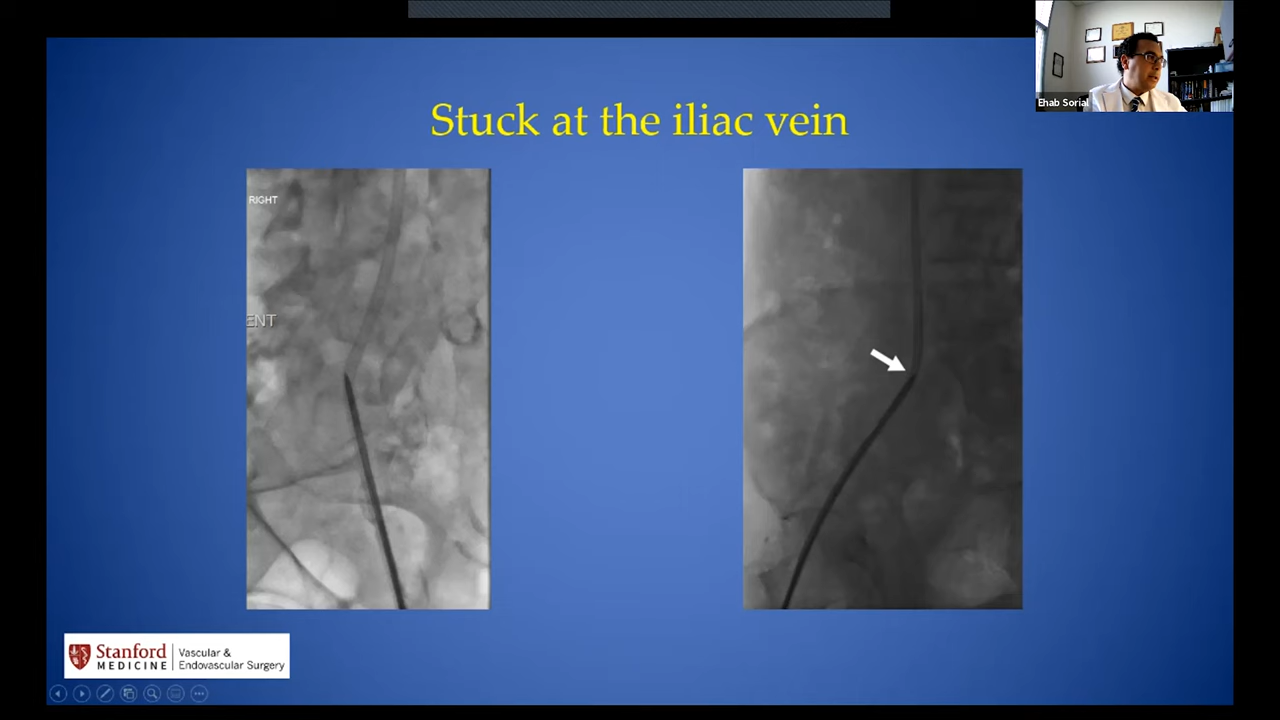 Stuck at the iliac vein
RIGHT
ENT
Ehab Sorial
Stanford
MEDICINE
Vascular &
Endovascular Surgery